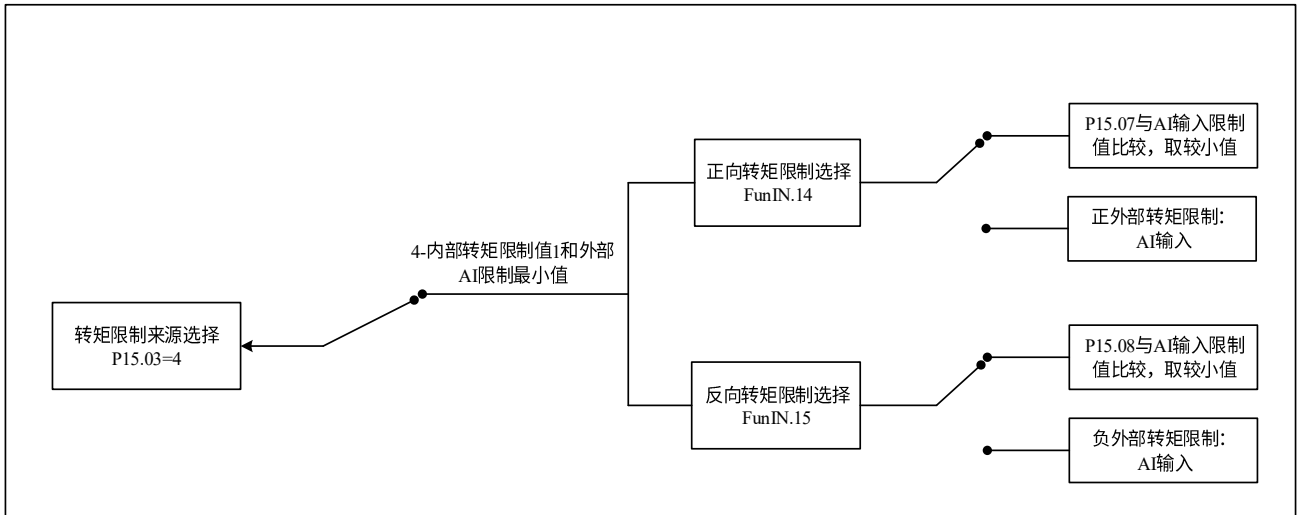 转矩限制来源选择
P15.03=4
4-内部转矩限制值1和外部
AI限制最小值
正向转矩限制选择
FunIN.14
P15.07与AI输入限制
值比较，取较小值
正外部转矩限制：
AI输入
反向转矩限制选择
FunIN.15
P15.08与AI输入限制
值比较，取较小值
负外部转矩限制：
AI输入